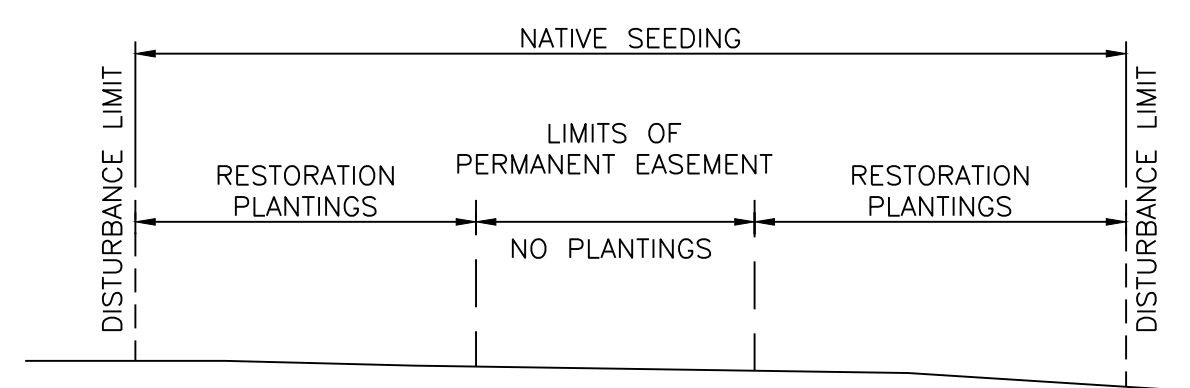 NATIVE SEEDING
DISTURBANCE LIMIT
LIMITS OF
PERMANENT EASEMENT
RESTORATION
PLANTINGS
NO PLANTINGS
RESTORATION
PLANTINGS
DISTURBANCE LIMIT